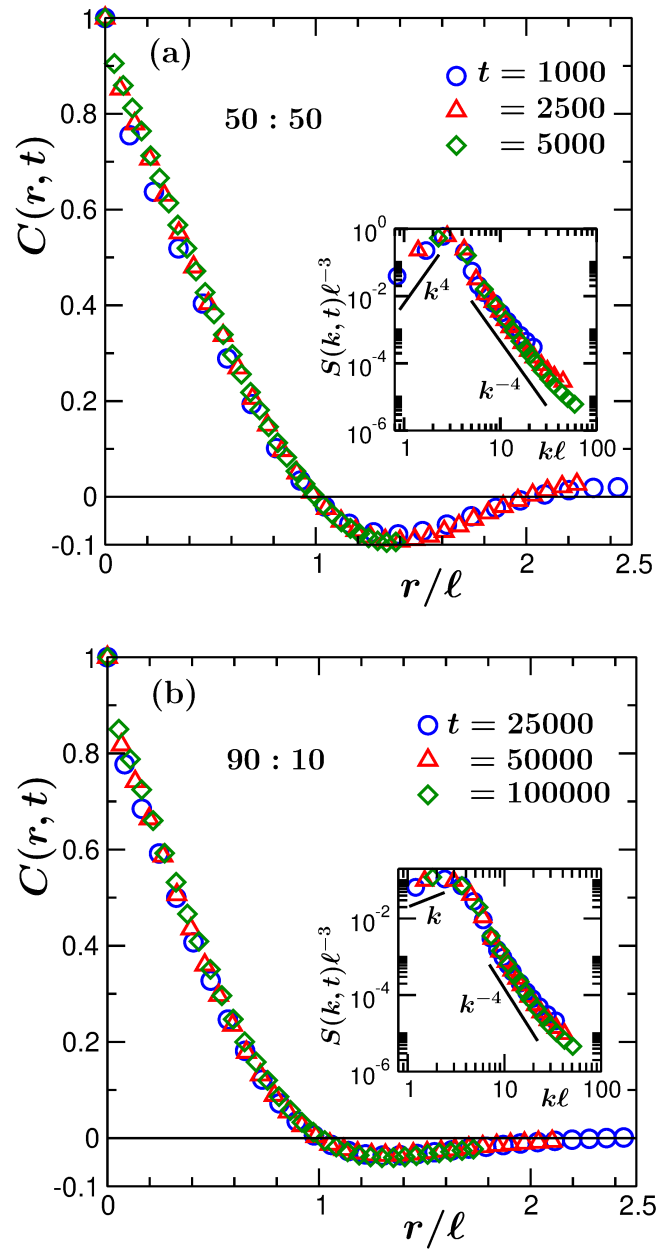 1
(a)
t = 1000
= 2500
= 5000
50 : 50
0.8
0.6
0.4
0.2
0
-0.1
C(r, t)
10^0
10^-2
10^-4
10^-6
S(k, t)ℓ^-3
k^4
k^-4
1
10
100
kℓ
0
1
1.5
2
2.5
r/ℓ
1
(b)
t = 25000
= 50000
= 100000
90 : 10
0.8
0.6
0.4
0.2
0
-0.1
C(r, t)
10^-2
10^-4
10^-6
S(k, t)ℓ^-3
k
k^-4
1
10
100
kℓ
0
1
2
2.5
r/ℓ